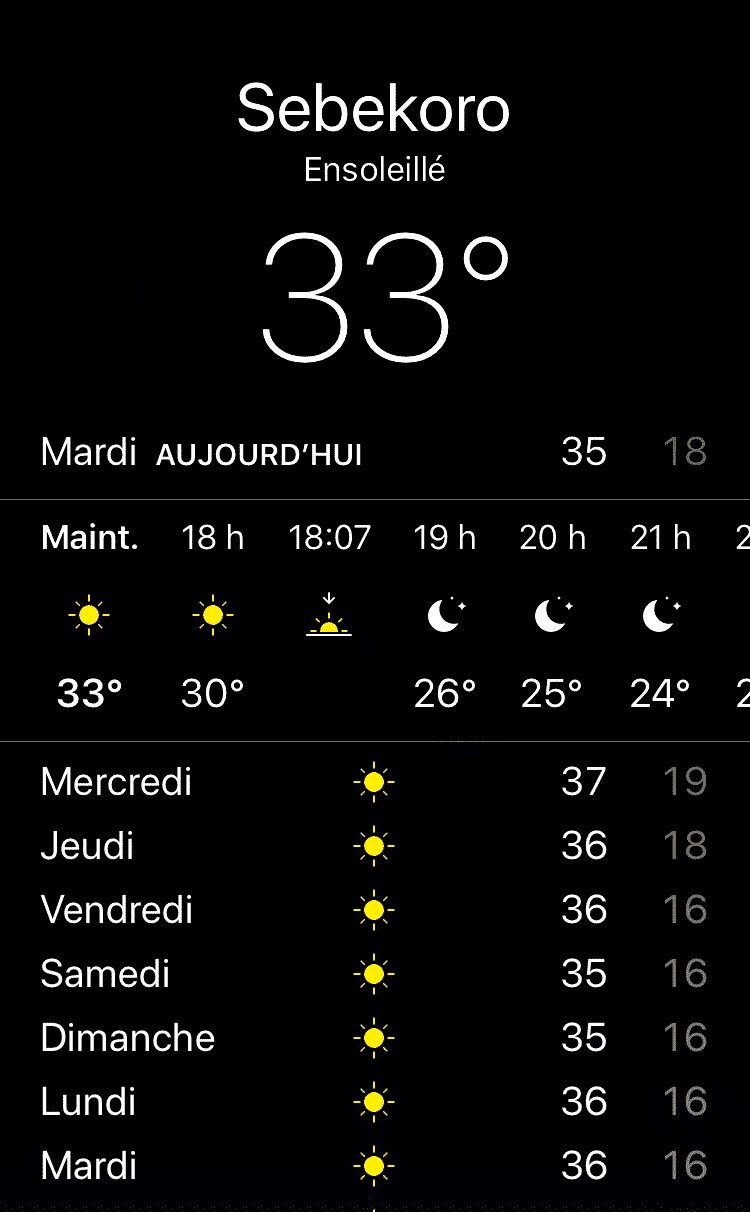 Sebekoro
Ensoleillé
33°
Mardi AUJOURD'HUI 35 18
Maint. 18 h 18:07 19 h 20 h 21 h 2
33° 30° 26° 25° 24° 2
Mercredi 37 19
Jeudi 36 18
Vendredi 36 16
Samedi 35 16
Dimanche 35 16
Lundi 36 16
Mardi 36 16